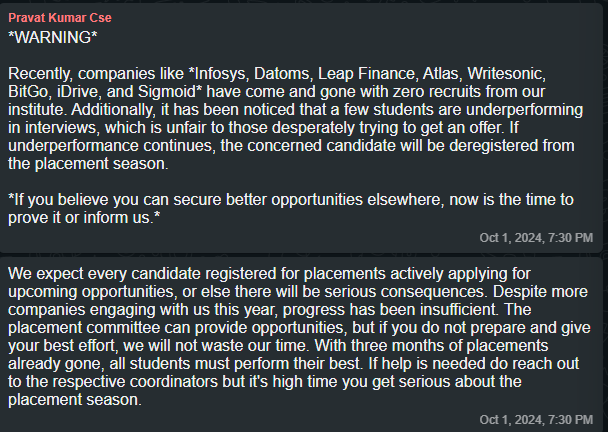 Pravat Kumar Cse
*WARNING*
Recently, companies like *Infosys, Datoms, Leap Finance, Atlas, Writesonic,
BitGo, iDrive, and Sigmoid* have come and gone with zero recruits from our
institute. Additionally, it has been noticed that a few students are underperforming
in interviews, which is unfair to those desperately trying to get an offer. If
underperformance continues, the concerned candidate will be deregistered from
the placement season.
*If you believe you can secure better opportunities elsewhere, now is the time to
prove it or inform us.*
Oct 1, 2024, 7:30 PM
We expect every candidate registered for placements actively applying for
upcoming opportunities, or else there will be serious consequences. Despite more
companies engaging with us this year, progress has been insufficient. The
placement committee can provide opportunities, but if you do not prepare and give
your best effort, we will not waste our time. With three months of placements
already gone, all students must perform their best. If help is needed do reach out
to the respective coordinators but it's high time you get serious about the
placement season.
Oct 1, 2024, 7:30 PM